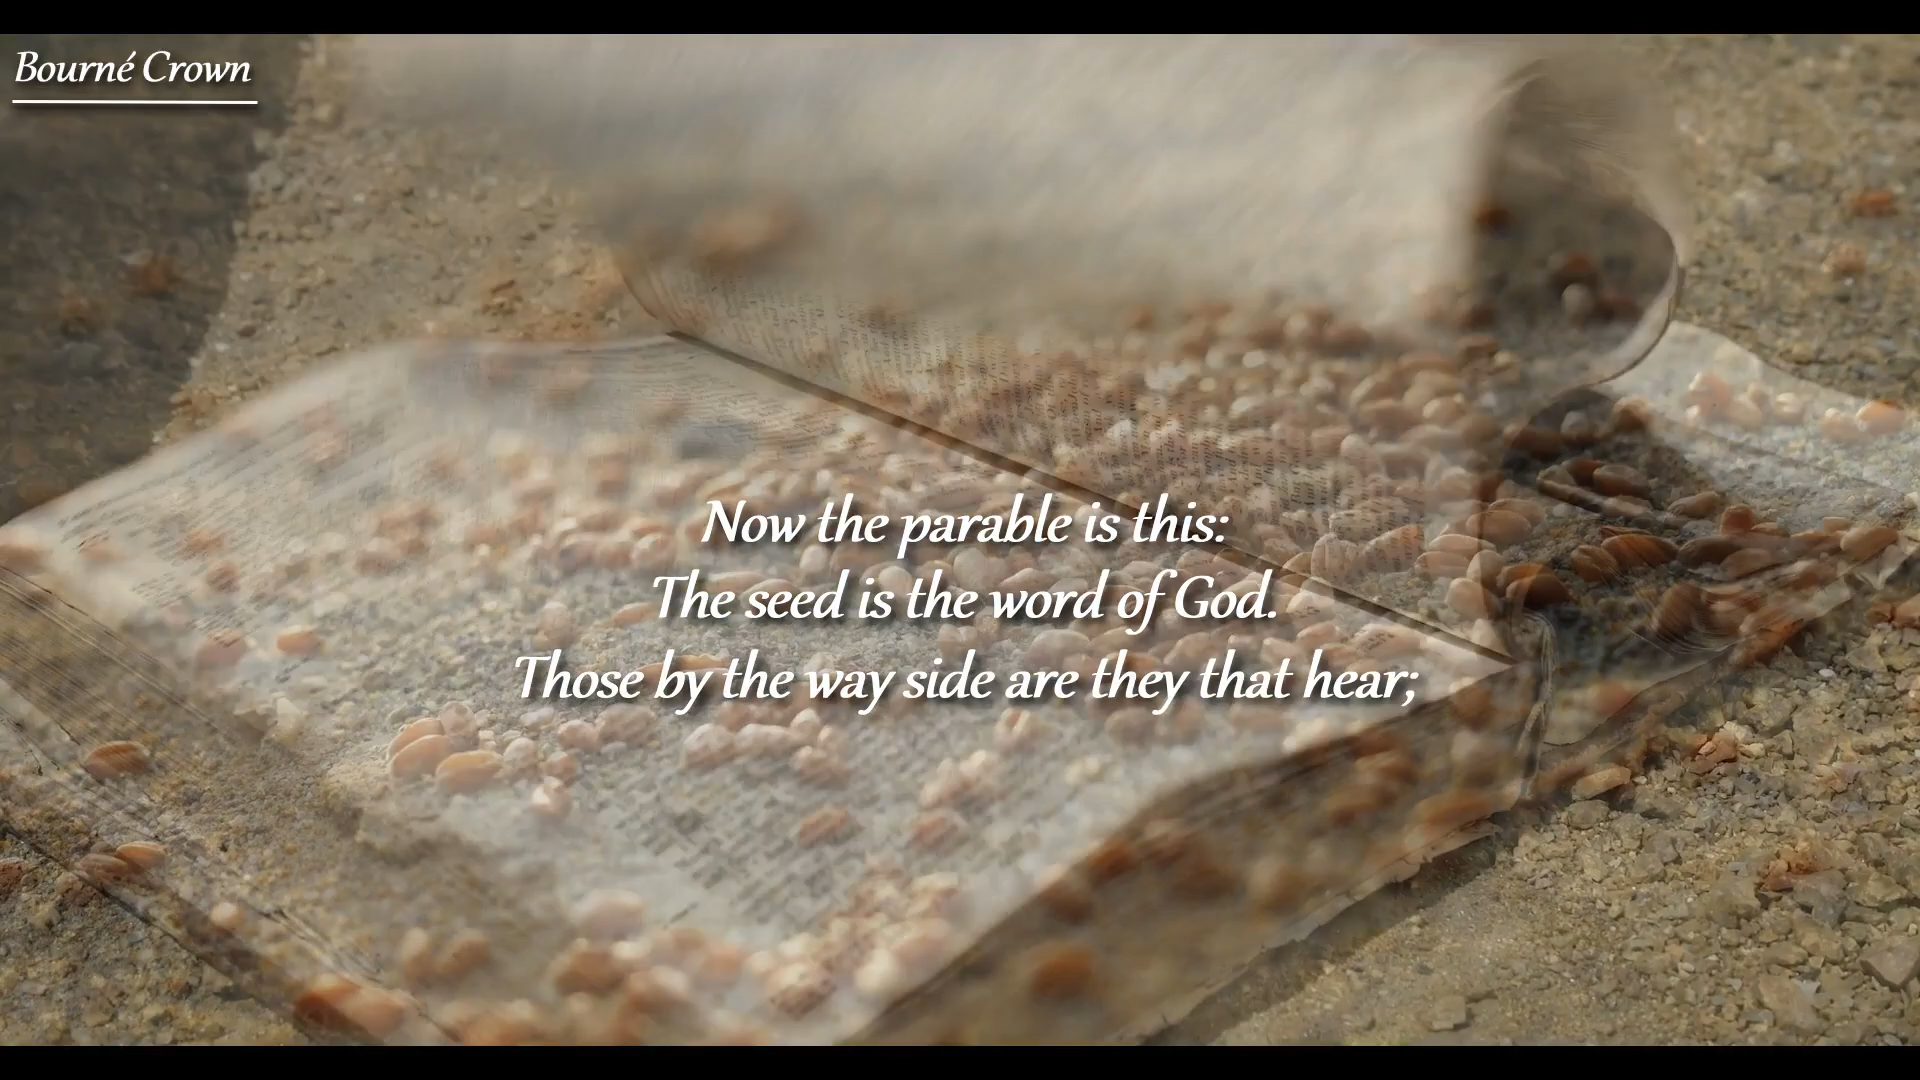 Bourné Crown
Now the parable is this:
The seed is the word of God.
Those by the way side are they that hear;